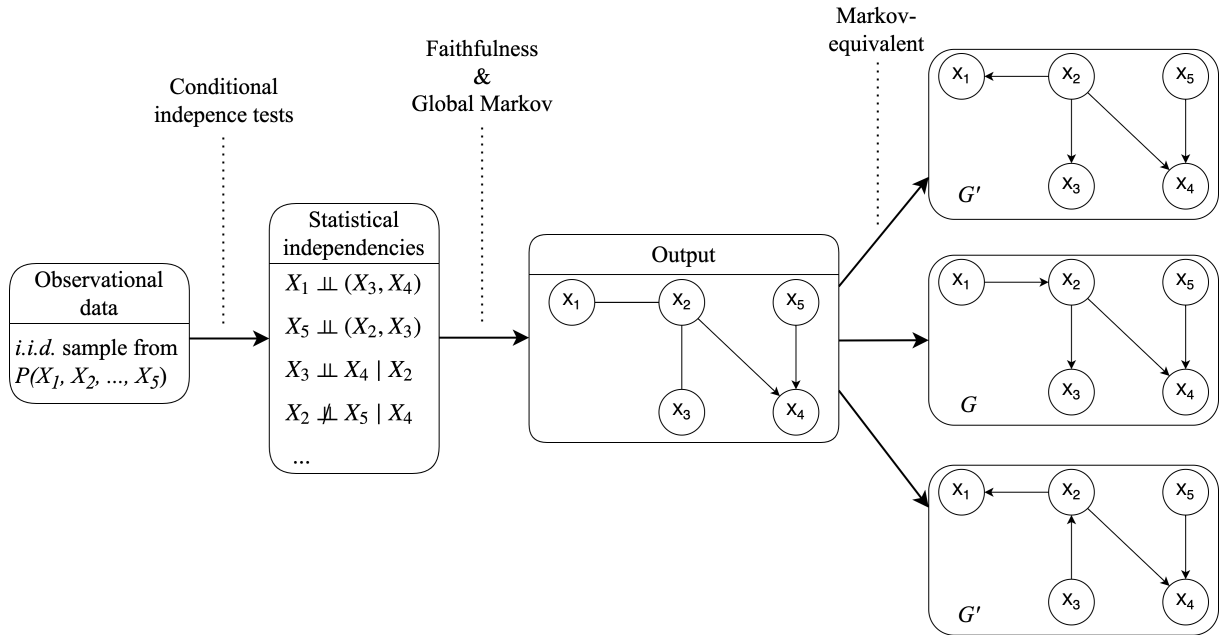 Conditional
indepence tests
Faithfulness
&
Global Markov
Markov-
equivalent
Observational
data
i.i.d. sample from
P(X₁, X₂, ..., X₅)
Statistical
independencies
X₁ ⫫ (X₃, X₄)
X₅ ⫫ (X₂, X₃)
X₃ ⫫ X₄ | X₂
X₂ ⫫̸ X₅ | X₄
...
Output
X₁ X₂ X₅
X₃ X₄
X₁ X₂ X₅
X₃ X₄
G'
X₁ X₂ X₅
X₃ X₄
G
X₁ X₂ X₅
X₃ X₄
G'